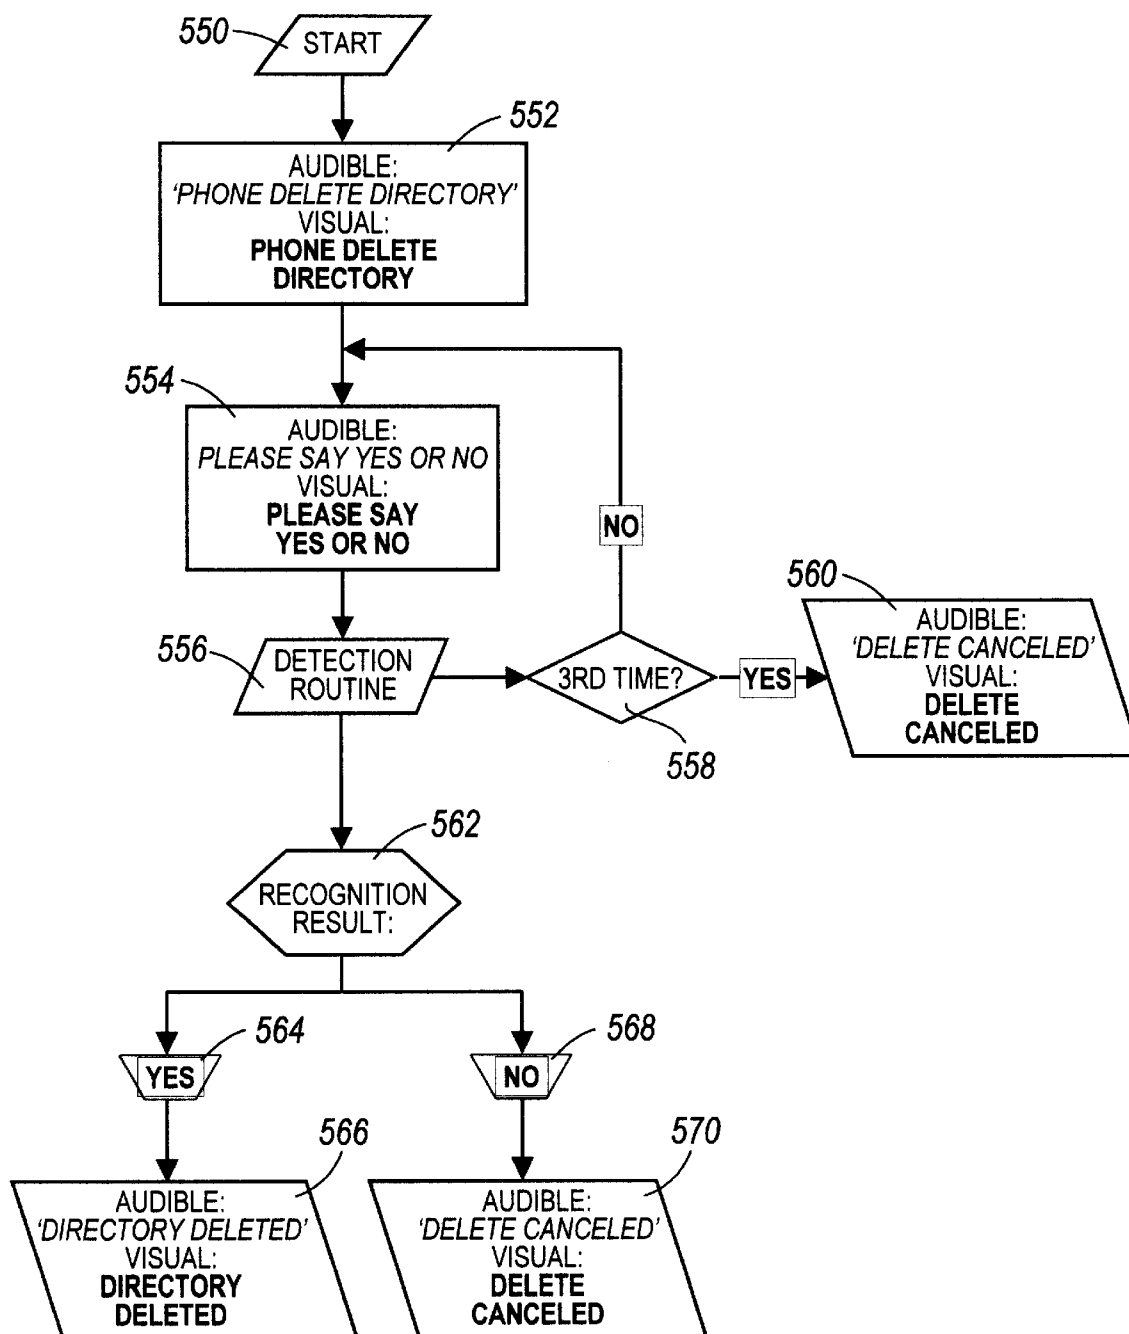 550
START
552
AUDIBLE:
'PHONE DELETE DIRECTORY'
VISUAL:
PHONE DELETE
DIRECTORY
554
AUDIBLE:
PLEASE SAY YES OR NO
VISUAL:
PLEASE SAY
YES OR NO
NO
556
DETECTION
ROUTINE
3RD TIME?
558
YES
560
AUDIBLE:
'DELETE CANCELED'
VISUAL:
DELETE
CANCELED
562
RECOGNITION
RESULT:
564
YES
568
NO
566
AUDIBLE:
'DIRECTORY DELETED'
VISUAL:
DIRECTORY
DELETED
570
AUDIBLE:
'DELETE CANCELED'
VISUAL:
DELETE
CANCELED